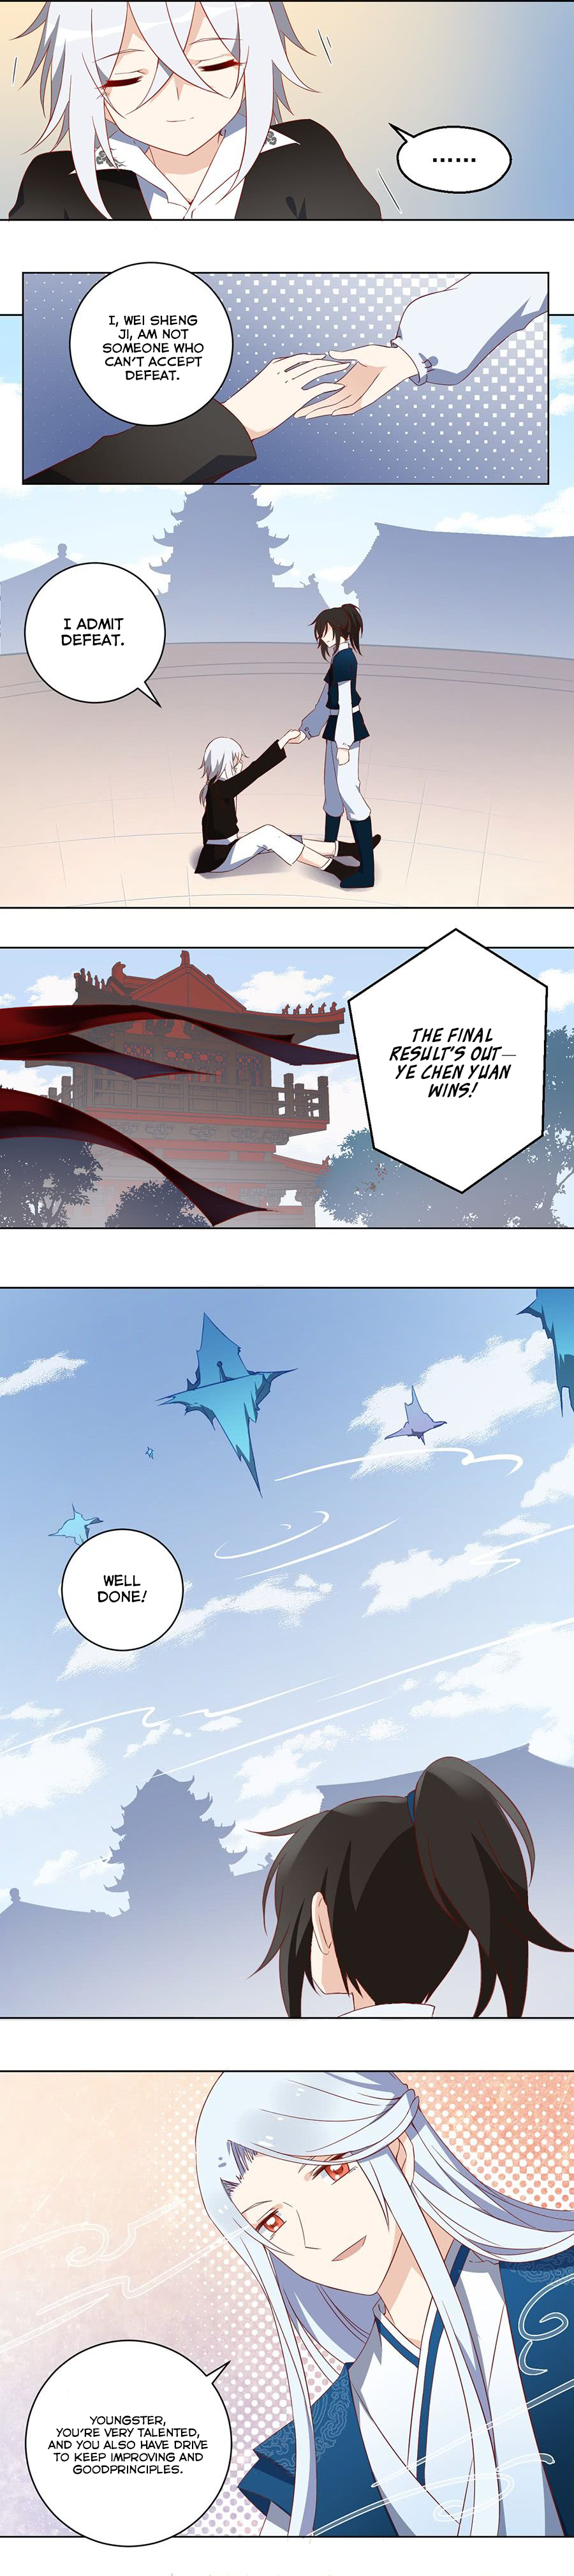 ......
I, WEI SHENG
JI, AM NOT
SOMEONE WHO
CAN'T ACCEPT
DEFEAT.
I ADMIT
DEFEAT.
THE FINAL
RESULT'S OUT—
YE CHEN YUAN
WINS!
WELL
DONE!
YOUNGSTER,
YOU'RE VERY TALENTED,
AND YOU ALSO HAVE DRIVE
TO KEEP IMPROVING AND
GOODPRINCIPLES.